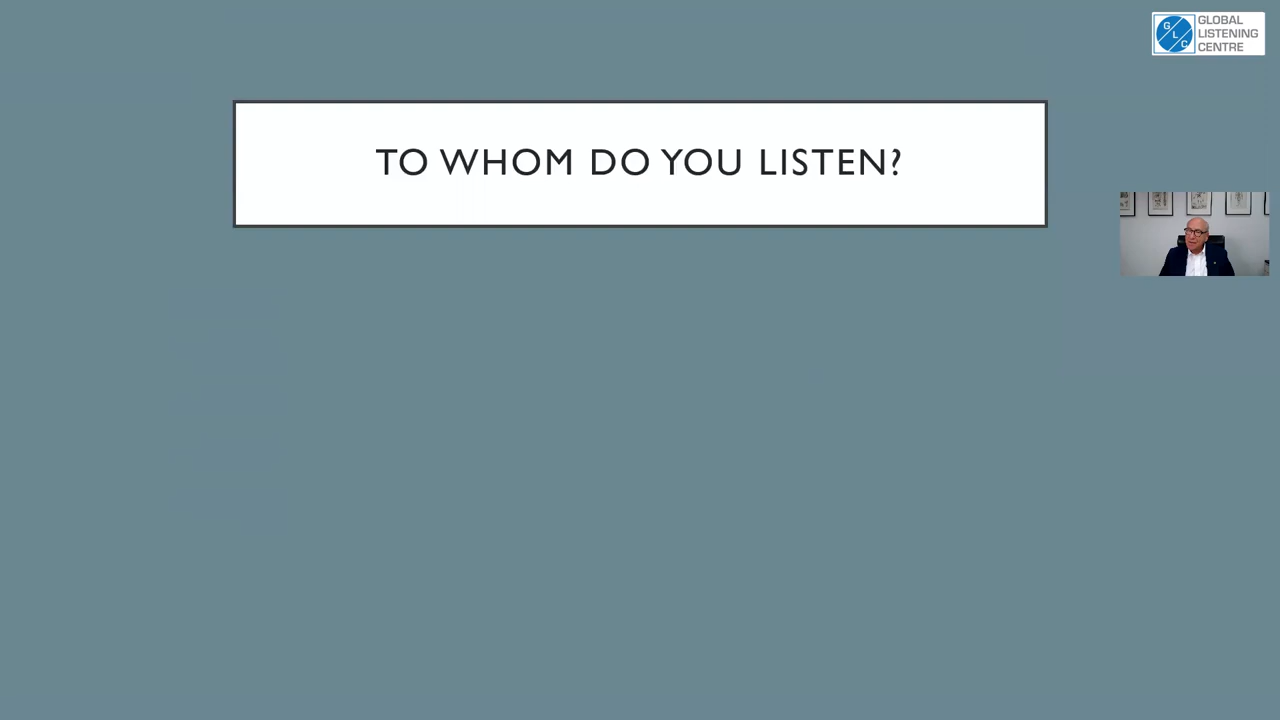 GLOBAL
LISTENING
CENTRE
G
L
C
TO WHOM DO YOU LISTEN?